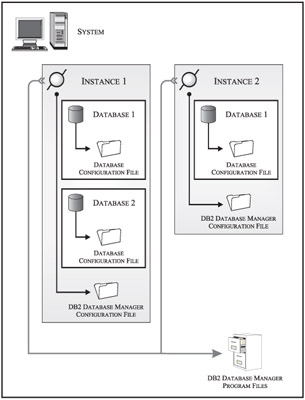 SYSTEM
INSTANCE 1
DATABASE 1
DATABASE
CONFIGURATION FILE
DATABASE 2
DATABASE
CONFIGURATION FILE
DB2 DATABASE MANAGER
CONFIGURATION FILE
INSTANCE 2
DATABASE 1
DATABASE
CONFIGURATION FILE
DB2 DATABASE MANAGER
CONFIGURATION FILE
DB2 DATABASE MANAGER
PROGRAM FILES